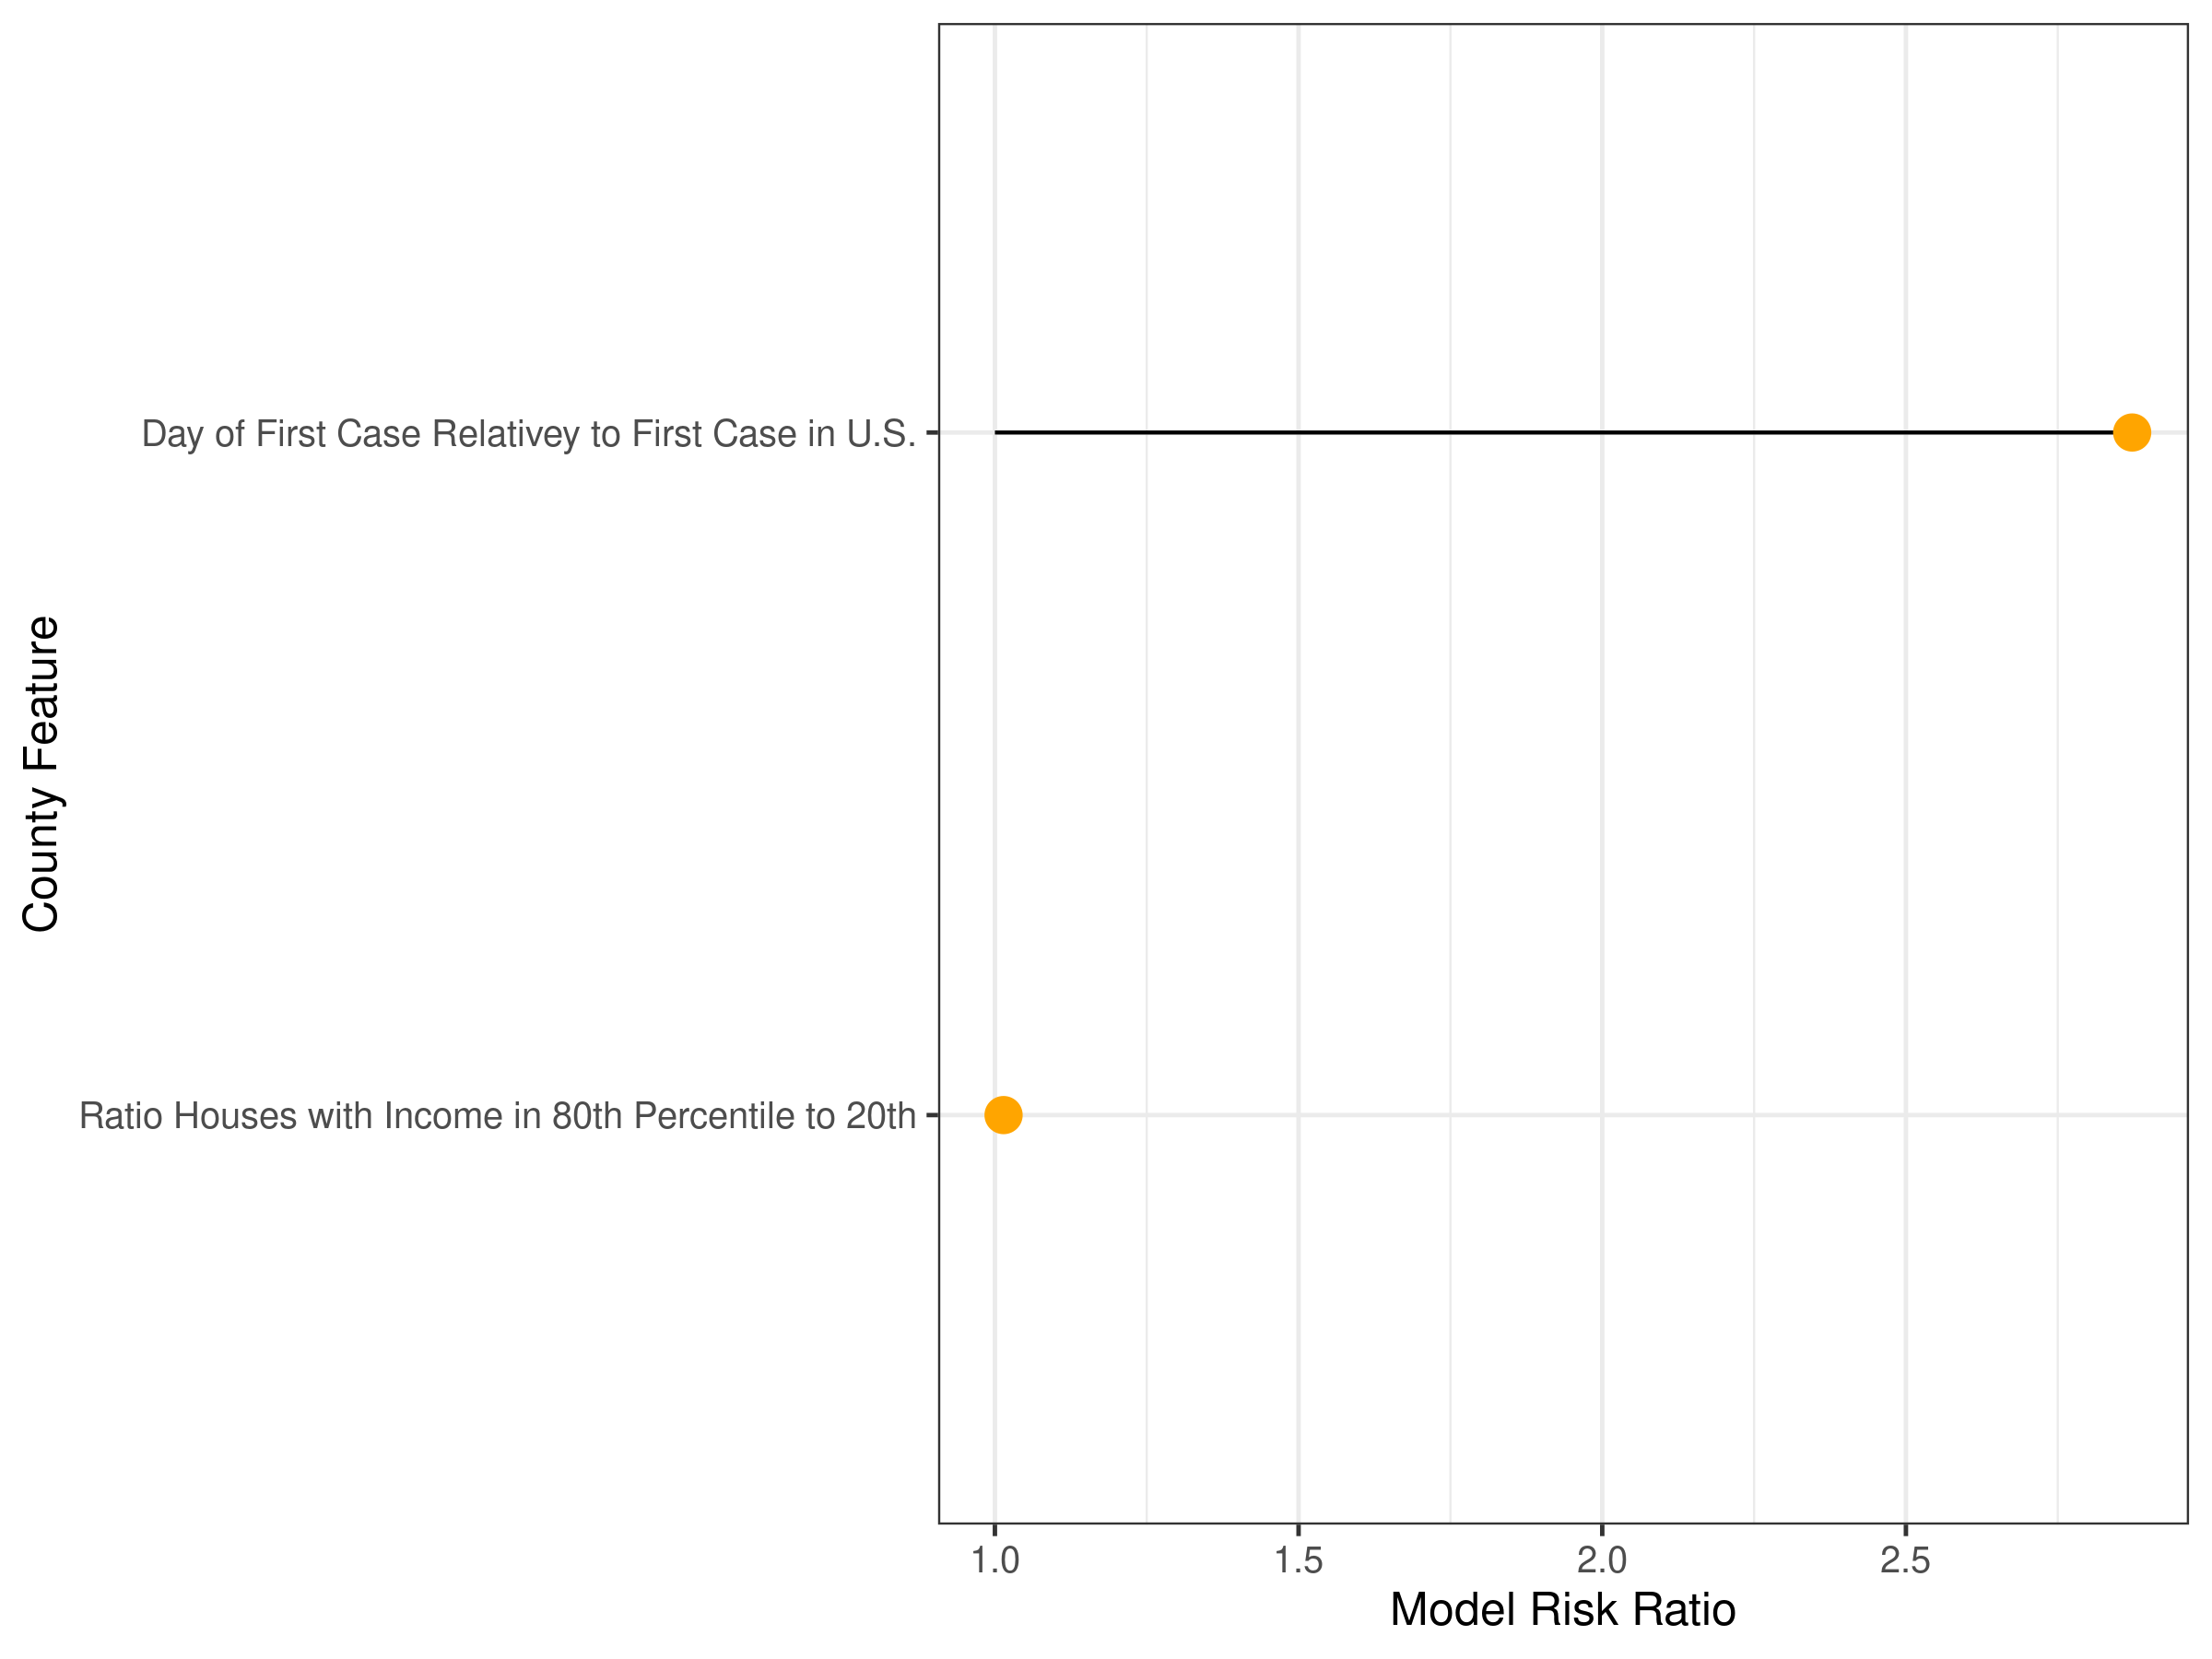 County Feature
Day of First Case Relativey to First Case in U.S.
Ratio Houses with Income in 80th Percentile to 20th
1.0
1.5
2.0
2.5
Model Risk Ratio